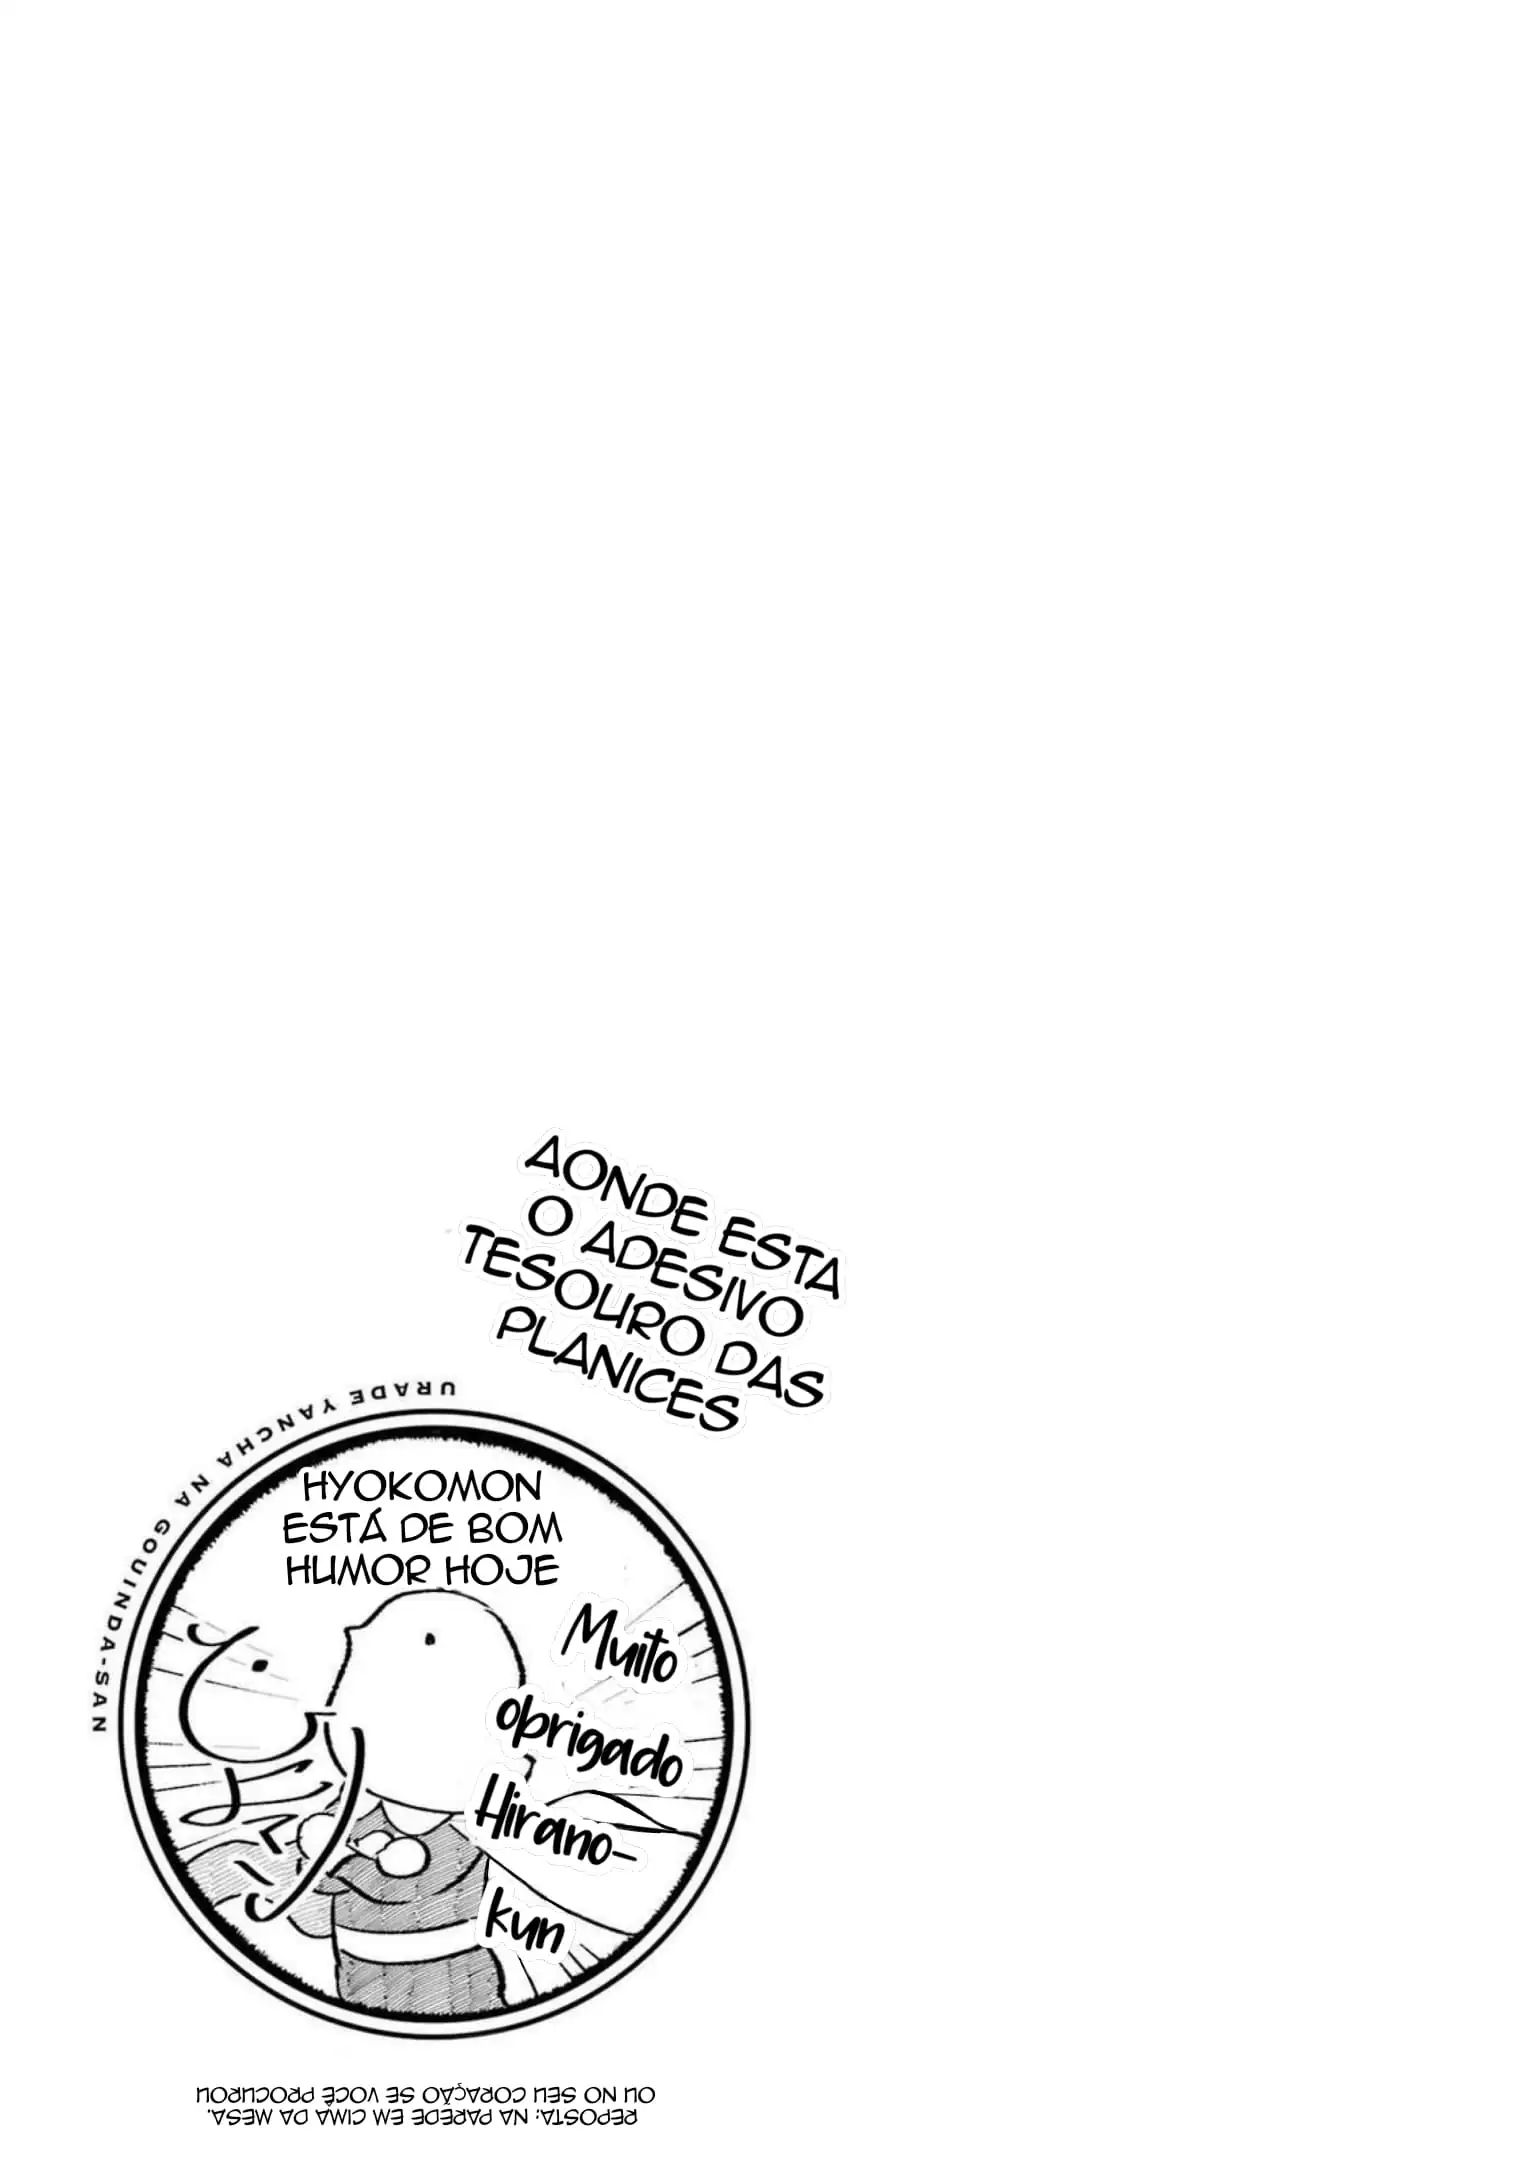 AONDE ESTA
O ADESIVO
TESOURO DAS
PLANICES
URADE YANCHA NA GOUINDA-SAN
HYOKOMON
ESTÁ DE BOM
HUMOR HOJE
Muito
obrigado
Hirano-
kun
REPOSTA: NA PAREDE EM CIMA DA MESA.
OU NO SEU CORAÇÃO SE VOCÊ PROCUROU